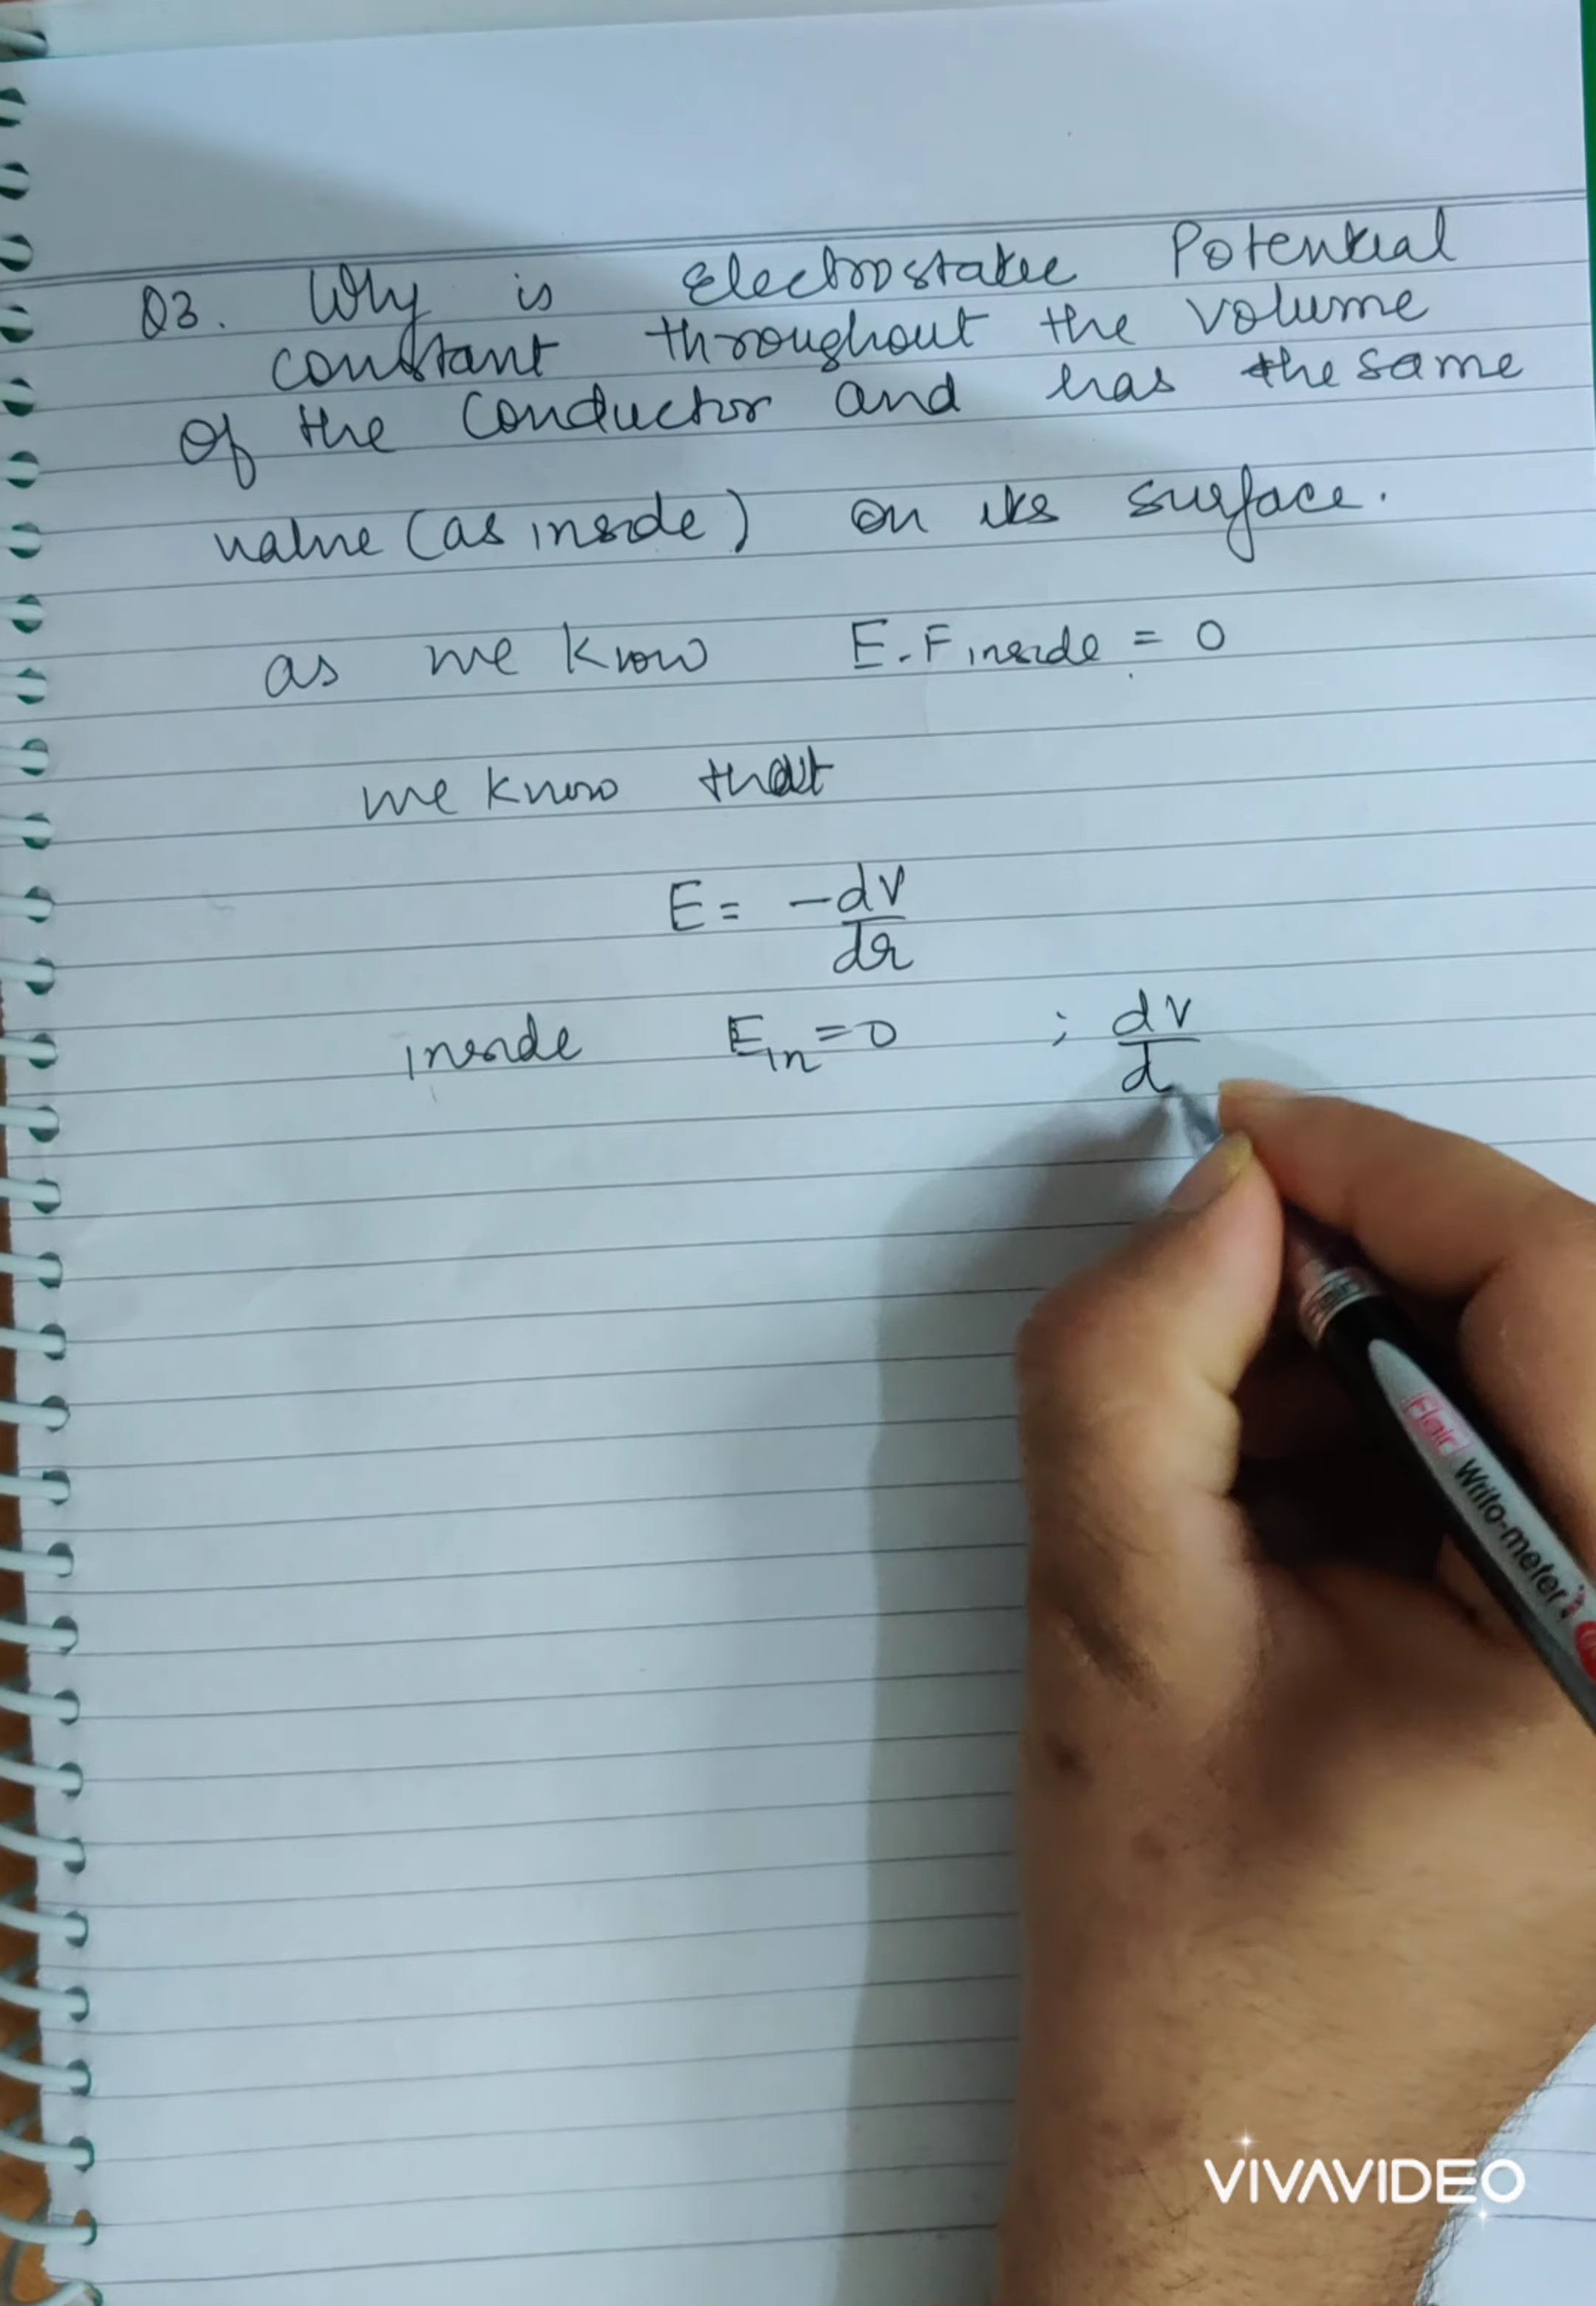 Q3. Why is Electrostatic Potential
constant throughout the volume
of the conductor and has the same
value (as inside) on its surface.
as we know E.F inside = 0
we know that
E = -dV
dr
inside Ein = 0 ; dv
d
Flair Writo-meter
VIVAVIDEO